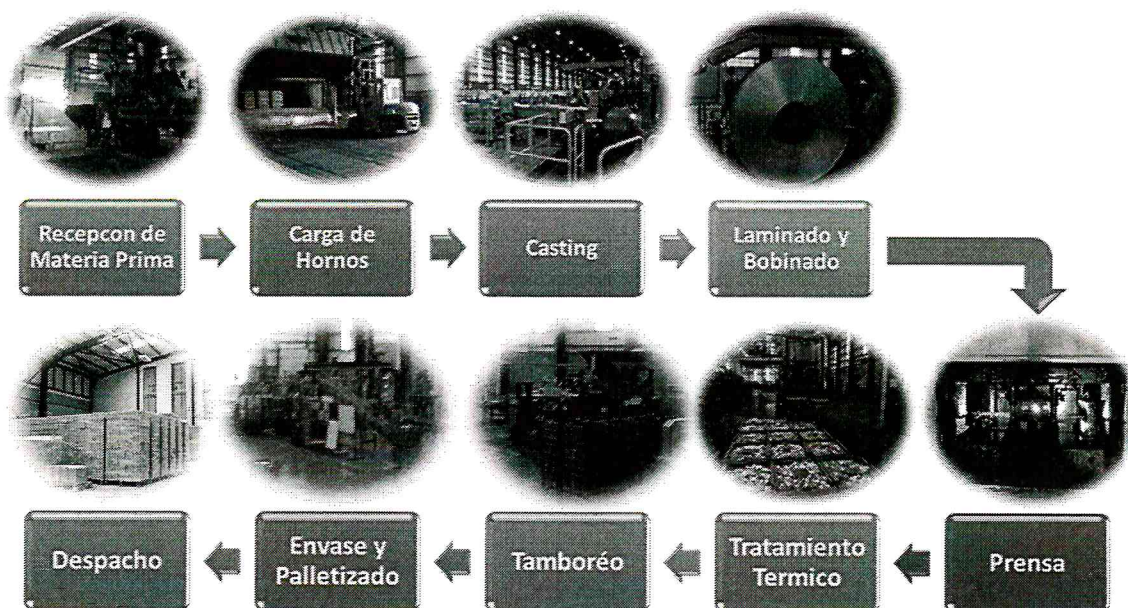 Recepcon de
Materia Prima
Carga de
Hornos
Casting
Laminado y
Bobinado
Prensa
Tratamiento
Termico
Tamboréo
Envase y
Palletizado
Despacho